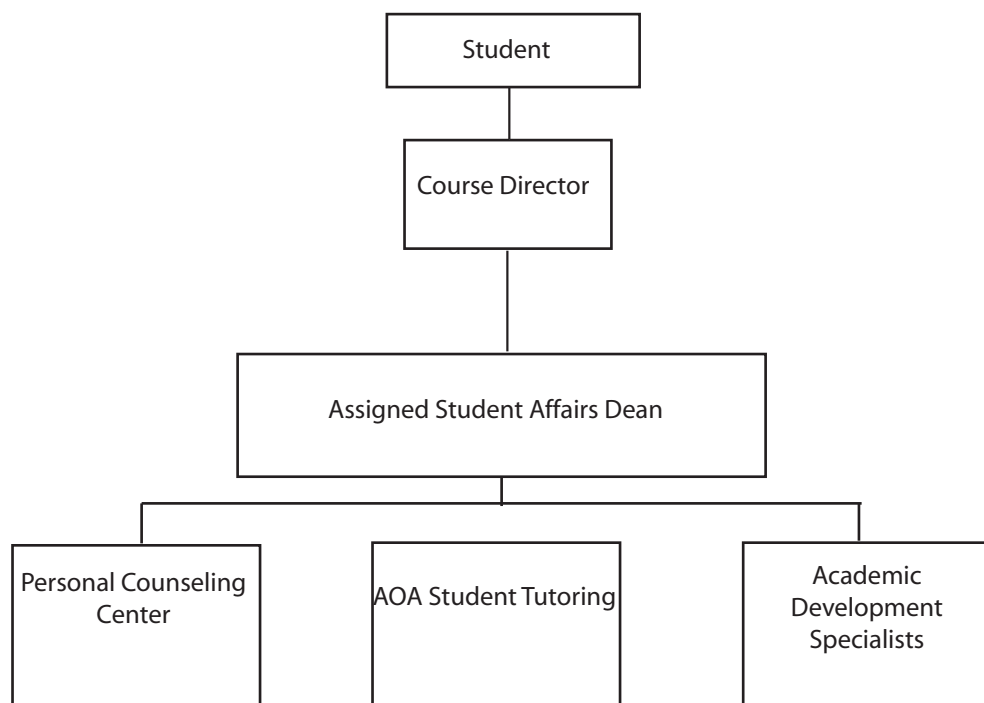 Student
Course Director
Assigned Student Affairs Dean
Personal Counseling
Center
AOA Student Tutoring
Academic
Development
Specialists